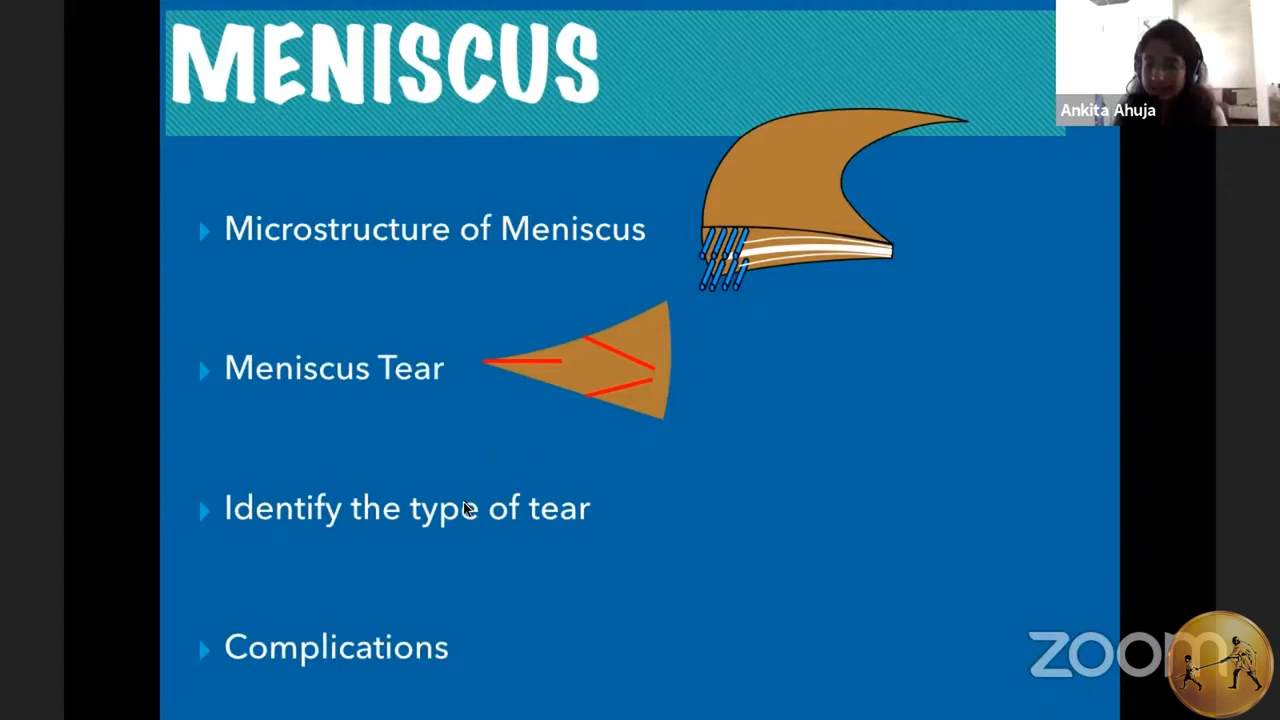 MENISCUS
Ankita Ahuja
Microstructure of Meniscus
Meniscus Tear
Identify the type of tear
Complications
zoom